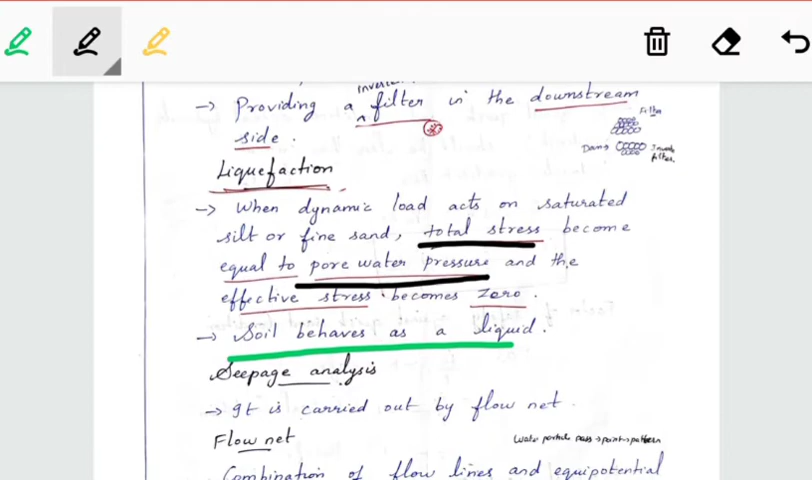 → Providing a filter in the downstream
side.
Filter
Dams
filter.
Liquefaction
→ When dynamic load acts on saturated
silt or fine sand, total stress become
equal to pore water pressure and the
effective stress becomes zero.
→ Soil behaves as a liquid.
Seepage analysis
→ It is carried out by flow net.
Flow net
Water particle pass → point → pattern
Combination of flow lines and equipotential